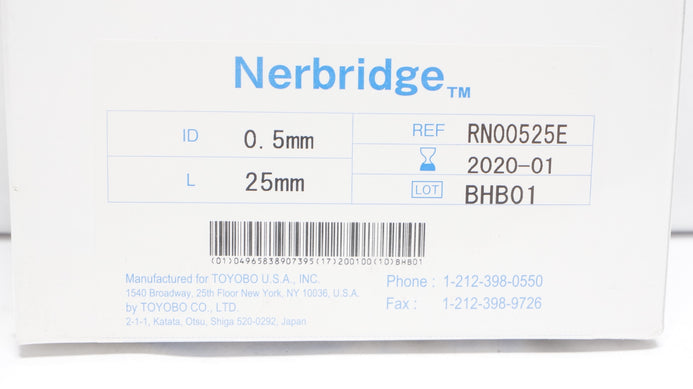 Nerbridge™
ID 0.5mm
L 25mm
REF RN00525E
2020-01
LOT BHB01
(01)04965838907395(17)200100(10)BHB01
Manufactured for TOYOBO U.S.A., INC.
1540 Broadway, 25th Floor New York, NY 10036, U.S.A.
by TOYOBO CO., LTD.
2-1-1, Katata, Otsu, Shiga 520-0292, Japan
Phone : 1-212-398-0550
Fax : 1-212-398-9726